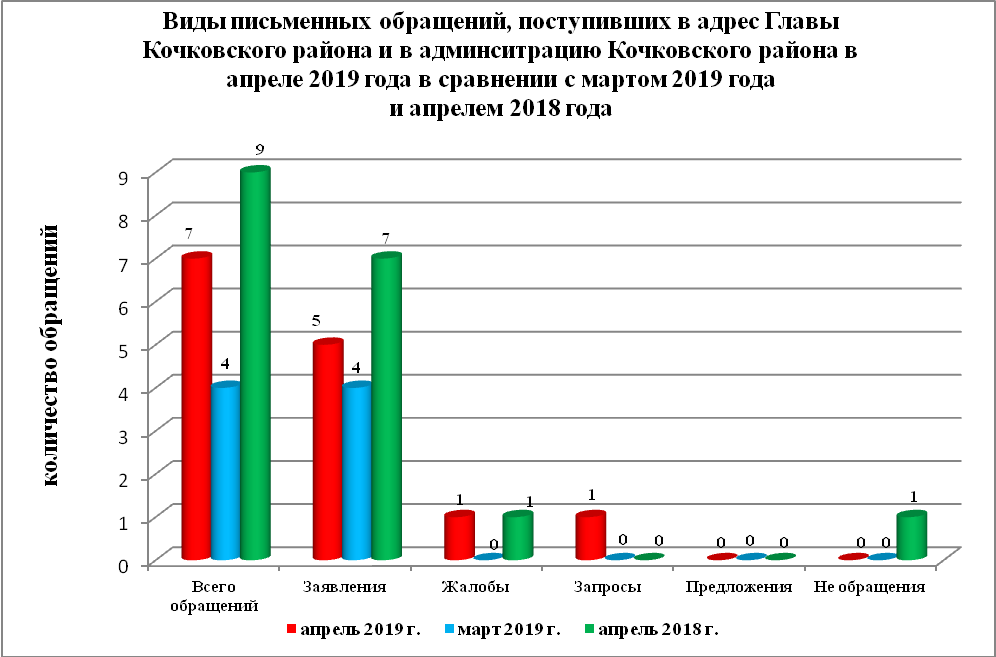 Виды письменных обращений, поступивших в адрес Главы
Кочковского района и в админситрацию Кочковского района в
апреле 2019 года в сравнении с мартом 2019 года
и апрелем 2018 года
количество обращений
9
8
7
6
5
4
3
2
1
0
7
4
9
5
4
7
1
0
1
1
0
0
0
0
0
0
0
1
Всего
обращений
Заявления
Жалобы
Запросы
Предложения
Не обращения
апрель 2019 г.
март 2019 г.
апрель 2018 г.